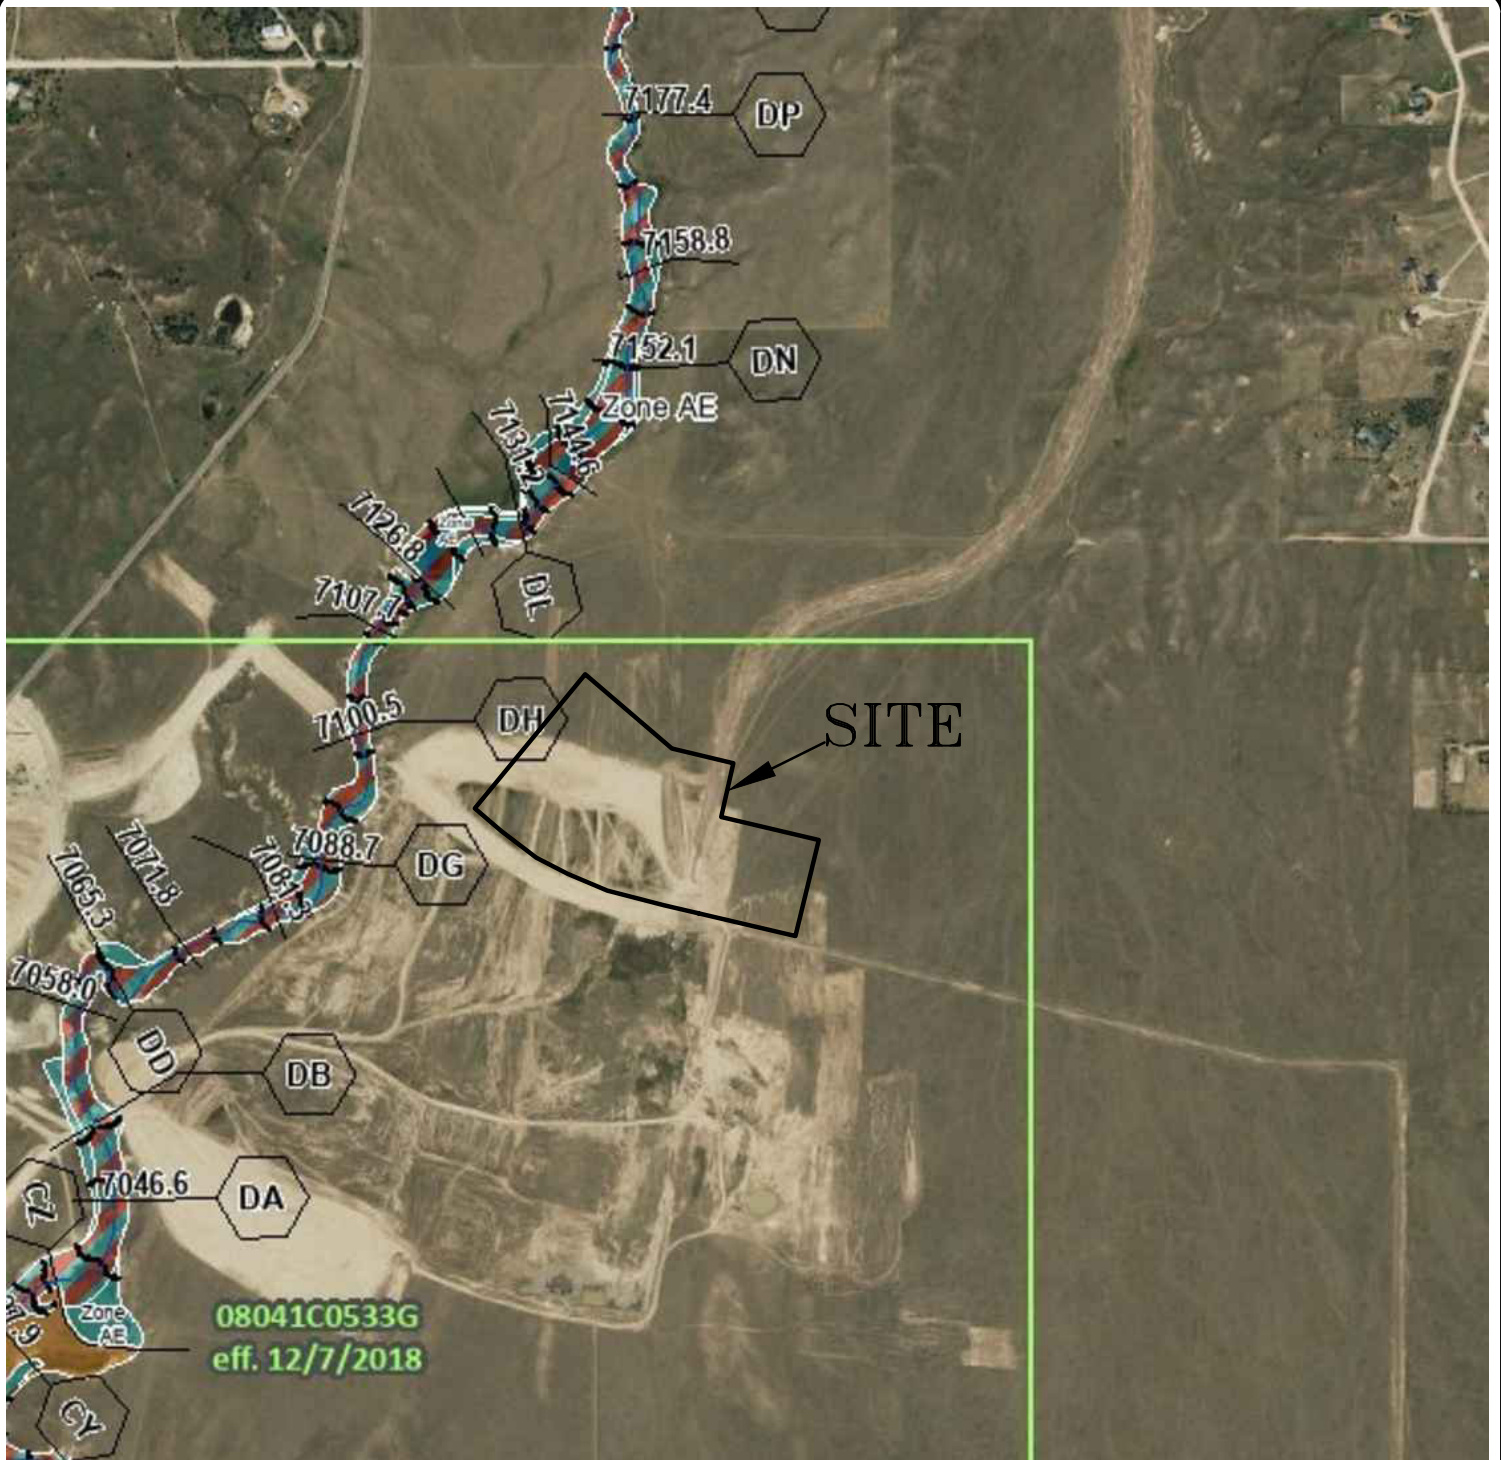 7177.4
DP
7158.8
7152.1
DN
Zone AE
7144.6
7131.2
7126.8
DL
7107.7
7100.5
DH
SITE
7088.7
DG
7081.3
7071.8
7065.3
7058.0
DD
DB
7046.6
DA
CZ
Zone
AE
08041C0533G
eff. 12/7/2018
CY